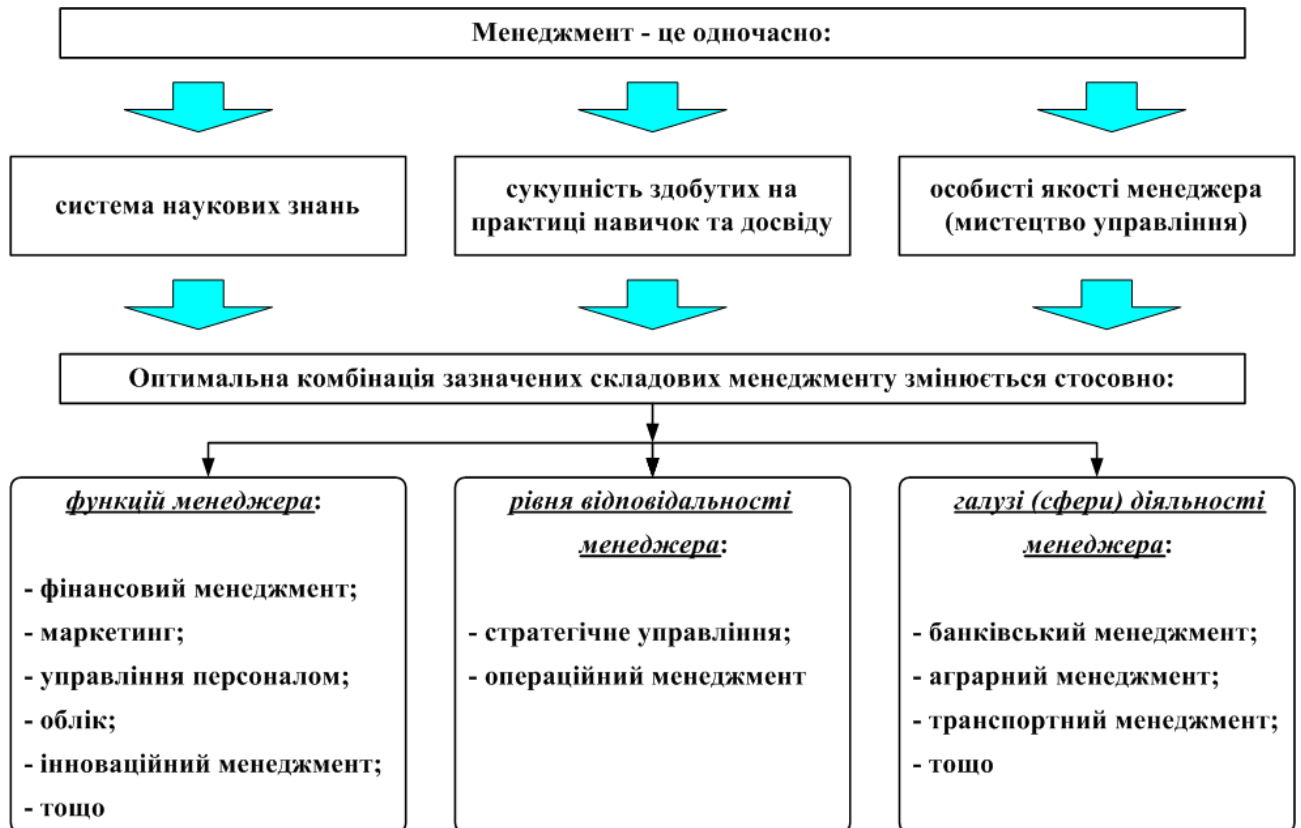 Менеджмент - це одночасно:
система наукових знань
сукупність здобутих на
практиці навичок та досвіду
особисті якості менеджера
(мистецтво управління)
Оптимальна комбінація зазначених складових менеджменту змінюється стосовно:
функцій менеджера:
- фінансовий менеджмент;
- маркетинг;
- управління персоналом;
- облік;
- інноваційний менеджмент;
- тощо
рівня відповідальності
менеджера:
- стратегічне управління;
- операційний менеджмент
галузі (сфери) діяльності
менеджера:
- банківський менеджмент;
- аграрний менеджмент;
- транспортний менеджмент;
- тощо